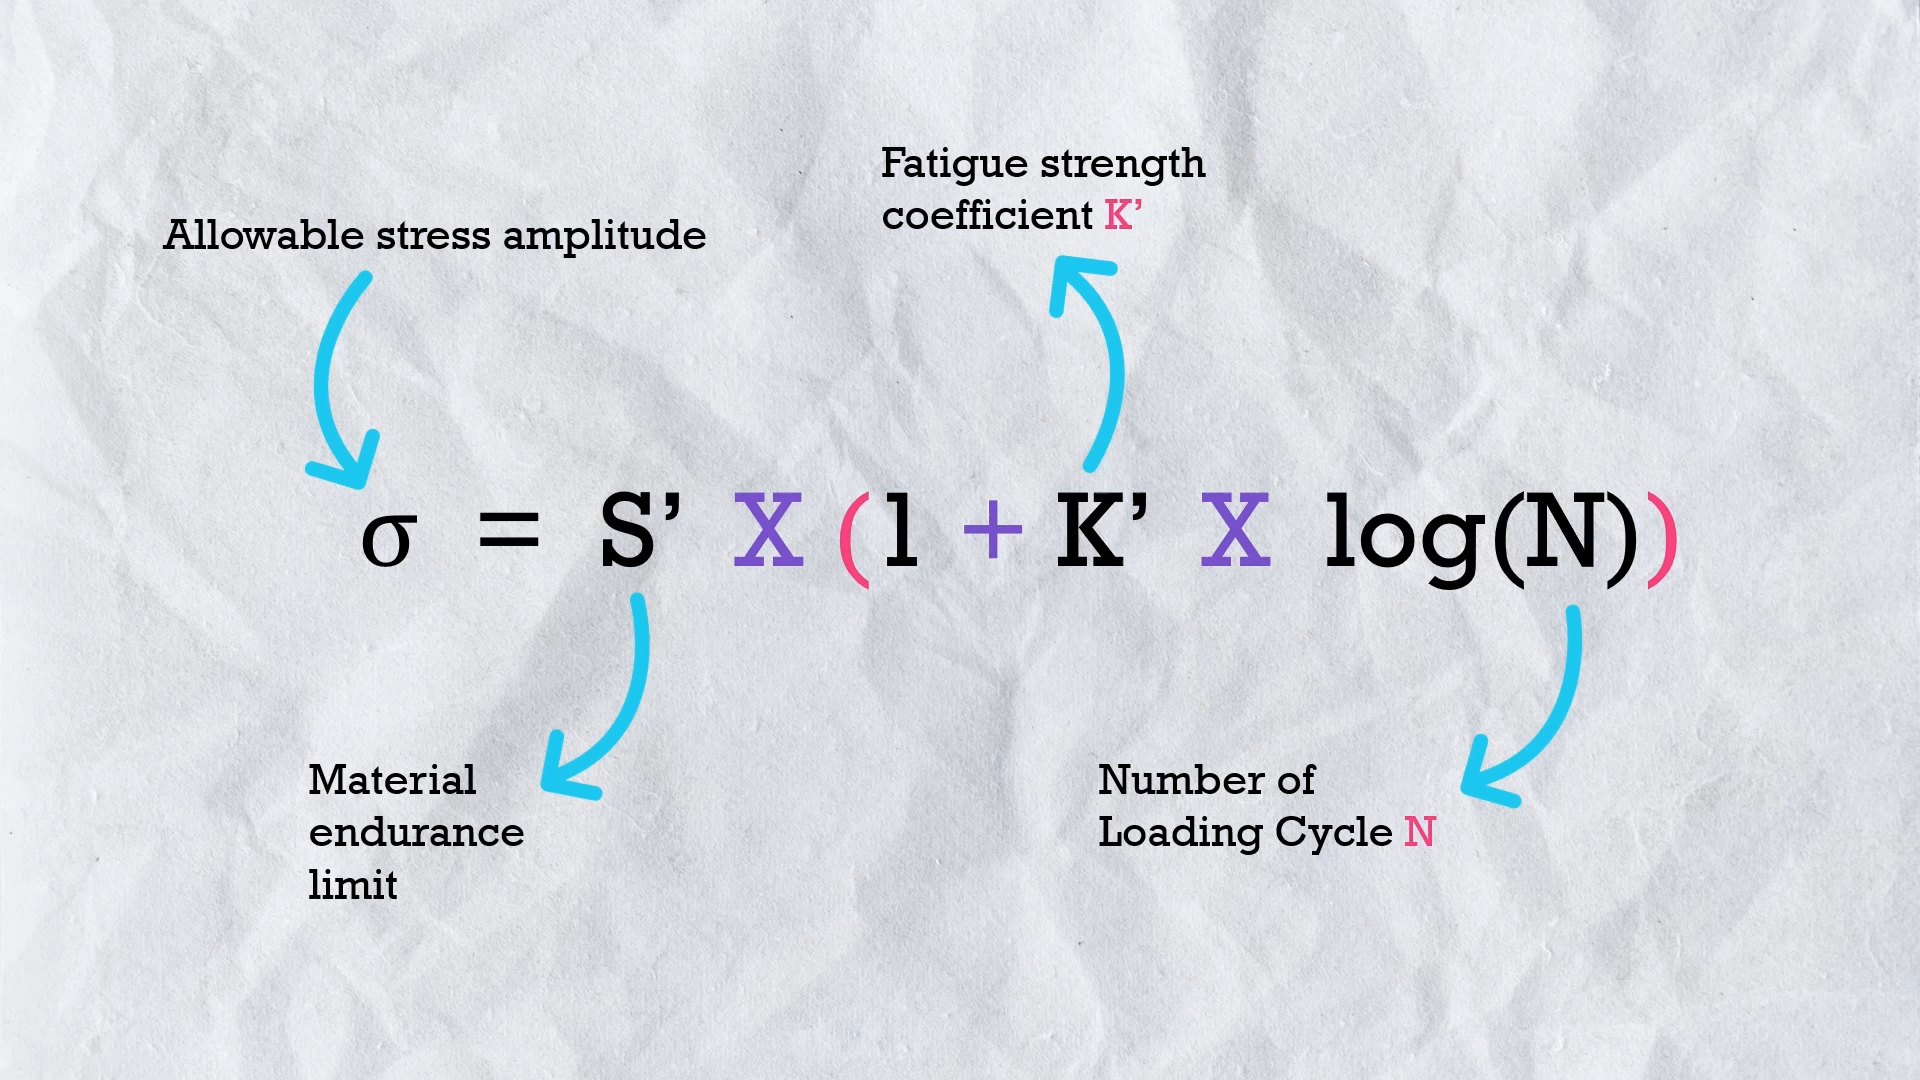 Fatigue strength
coefficient K’
Allowable stress amplitude
σ = S’ X (1 + K’ X log(N))
Material
endurance
limit
Number of
Loading Cycle N